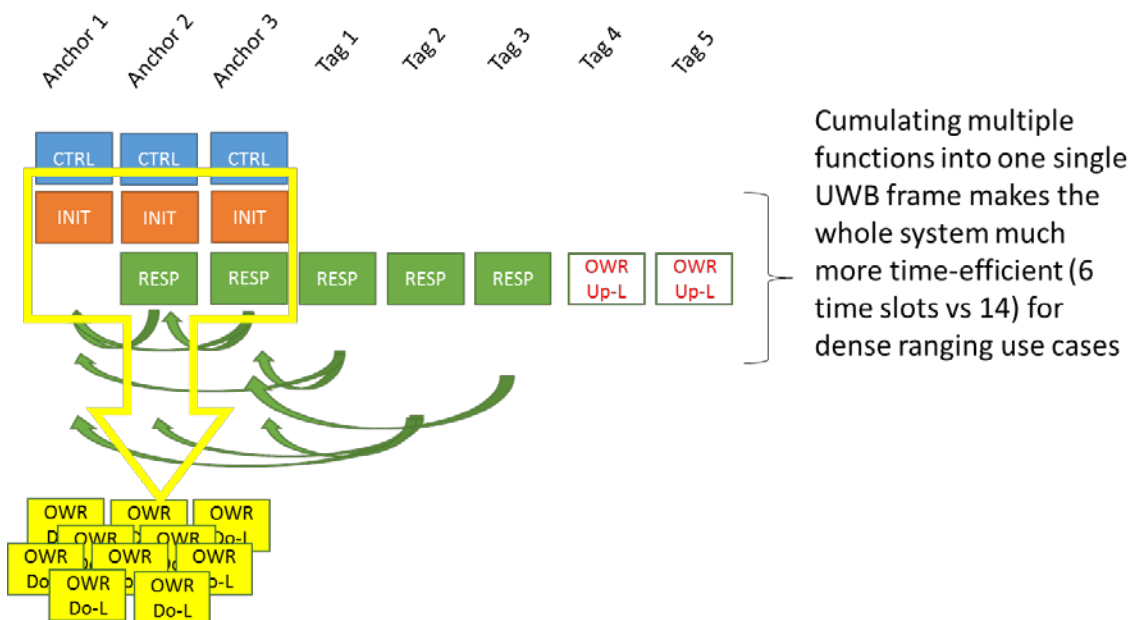 Anchor 1
Anchor 2
Anchor 3
Tag 1
Tag 2
Tag 3
Tag 4
Tag 5
CTRL
CTRL
CTRL
INIT
INIT
INIT
RESP
RESP
RESP
RESP
RESP
OWR
Up-L
OWR
Up-L
Cumulating multiple
functions into one single
UWB frame makes the
whole system much
more time-efficient (6
time slots vs 14) for
dense ranging use cases
OWR
OWR
OWR
Do-L
OWR
OWR
OWR
OWR
OWR
OWR
Do-L
OWR
Do-L